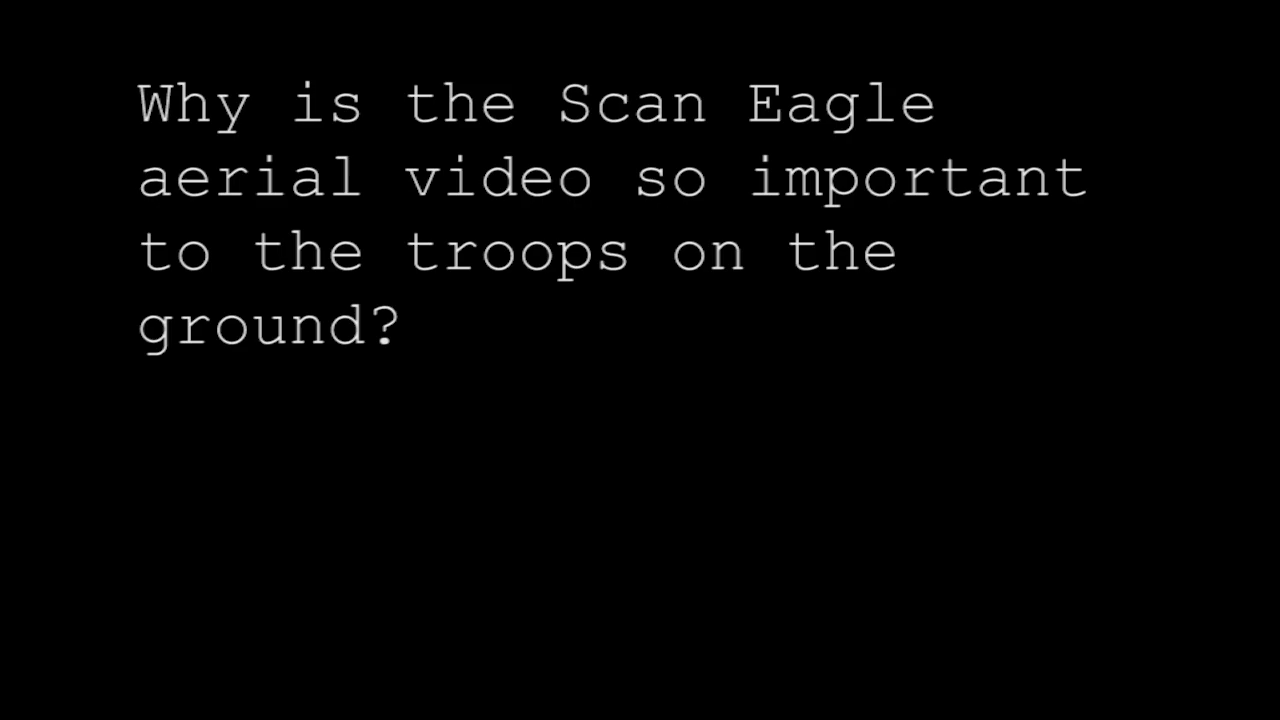 Why is the Scan Eagle
aerial video so important
to the troops on the
ground?